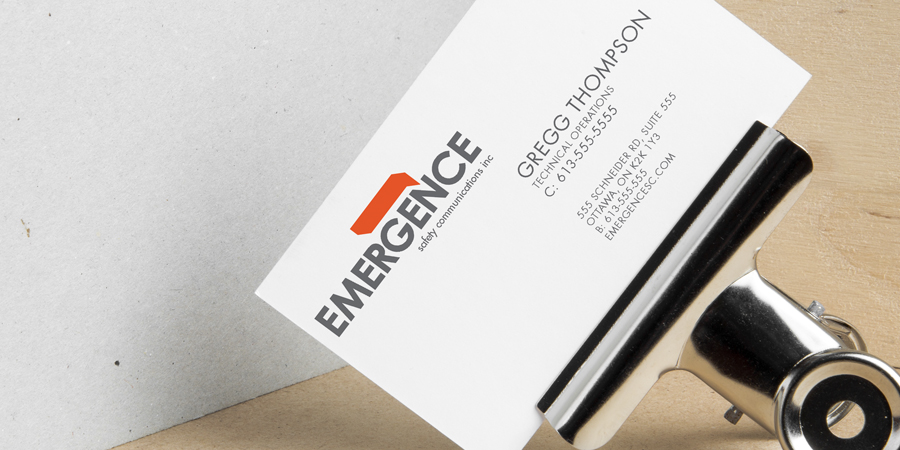 EMERGENCE
safety communications inc
GREGG THOMPSON
TECHNICAL OPERATIONS
C: 613-555-5555
555 SCHNEIDER RD, SUITE 555
OTTAWA, ON K2K 1Y3
B: 613-555-555
EMERGENCESC.COM